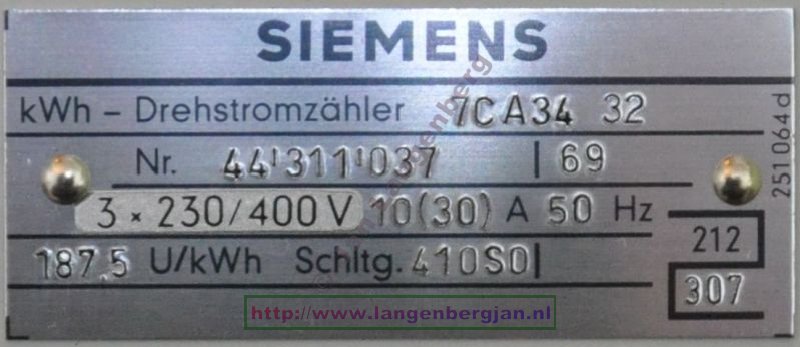 SIEMENS
kWh – Drehstromzähler 7CA34 32
Nr. 44'311'037 | 69
3 × 230/400 V 10(30) A 50 Hz
212
187,5 U/kWh Schltg. 410S0|
307
251064d
http://www.langenbergjan.nl